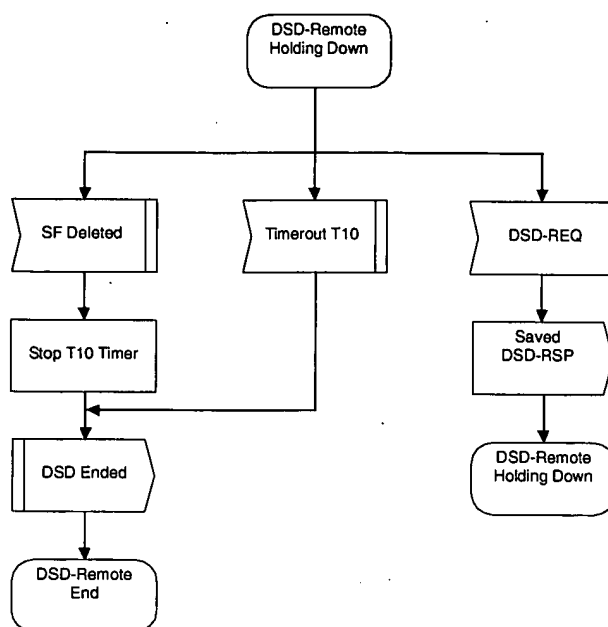 DSD-Remote
Holding Down
SF Deleted
Timerout T10
DSD-REQ
Stop T10 Timer
Saved
DSD-RSP
DSD Ended
DSD-Remote
Holding Down
DSD-Remote
End